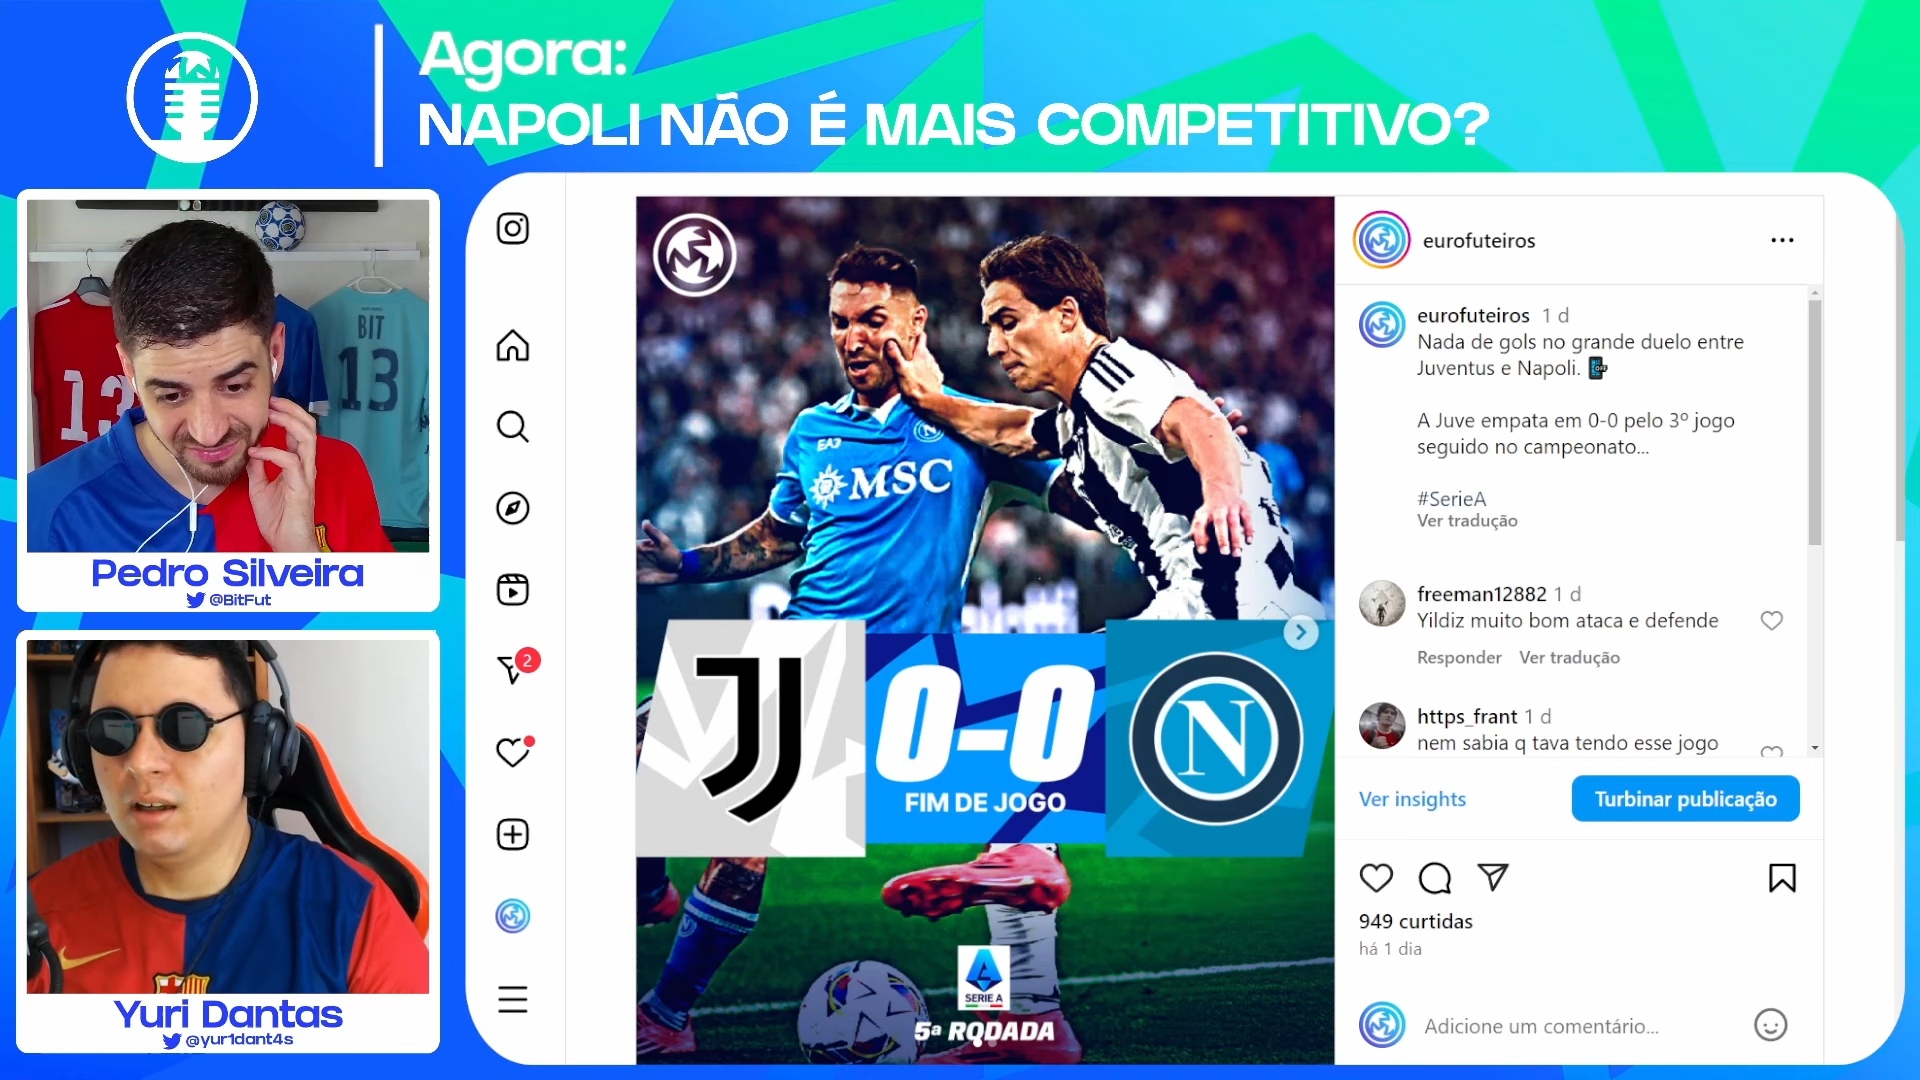 Agora:
NAPOLI NÃO É MAIS COMPETITIVO?
BIT
13
13
Pedro Silveira
@BitFut
Yuri Dantas
@yur1dant4s
2
EA7
MSC
N
0-0
FIM DE JOGO
N
SERIE A
5ª RODADA
eurofuteiros
eurofuteiros 1 d
Nada de gols no grande duelo entre
Juventus e Napoli.
A Juve empata em 0-0 pelo 3º jogo
seguido no campeonato...
#SerieA
Ver tradução
freeman12882 1 d
Yildiz muito bom ataca e defende
Responder Ver tradução
https_frant 1 d
nem sabia q tava tendo esse jogo
Ver insights
Turbinar publicação
949 curtidas
há 1 dia
Adicione um comentário...